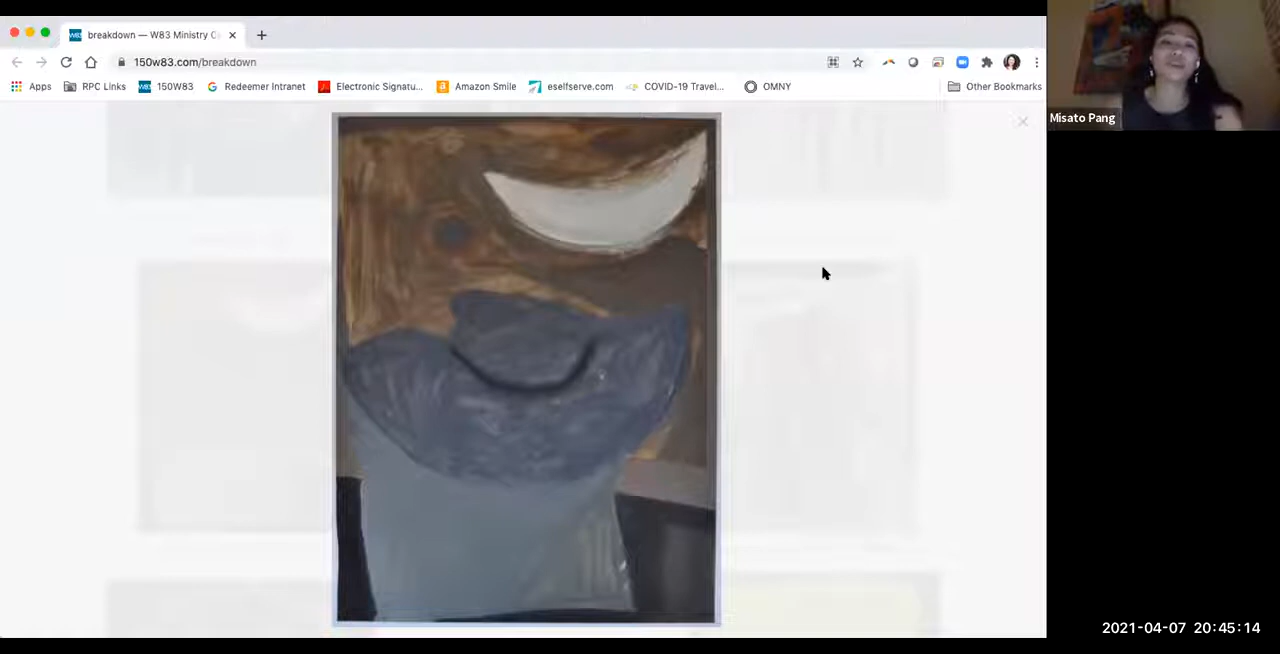 breakdown — W83 Ministry C
150w83.com/breakdown
Apps RPC Links 150W83 Redeemer Intranet Electronic Signatu... Amazon Smile eselfserve.com COVID-19 Travel... OMNY Other Bookmarks
Misato Pang
2021-04-07 20:45:14